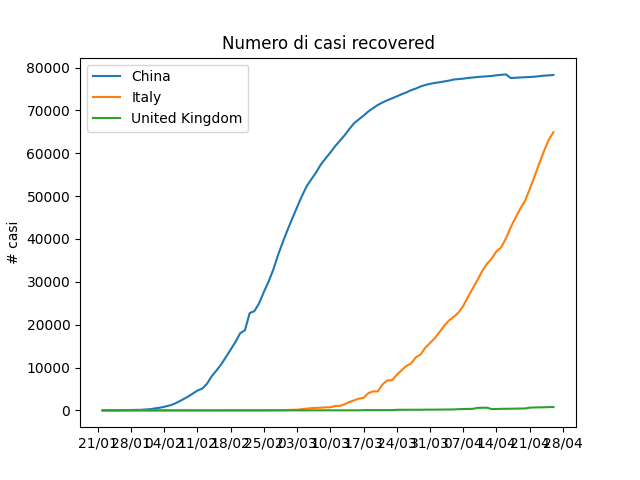 Numero di casi recovered
China
Italy
United Kingdom
# casi
80000
70000
60000
50000
40000
30000
20000
10000
0
21/01 28/01 04/02 11/02 18/02 25/02 03/03 10/03 17/03 24/03 31/03 07/04 14/04 21/04 28/04